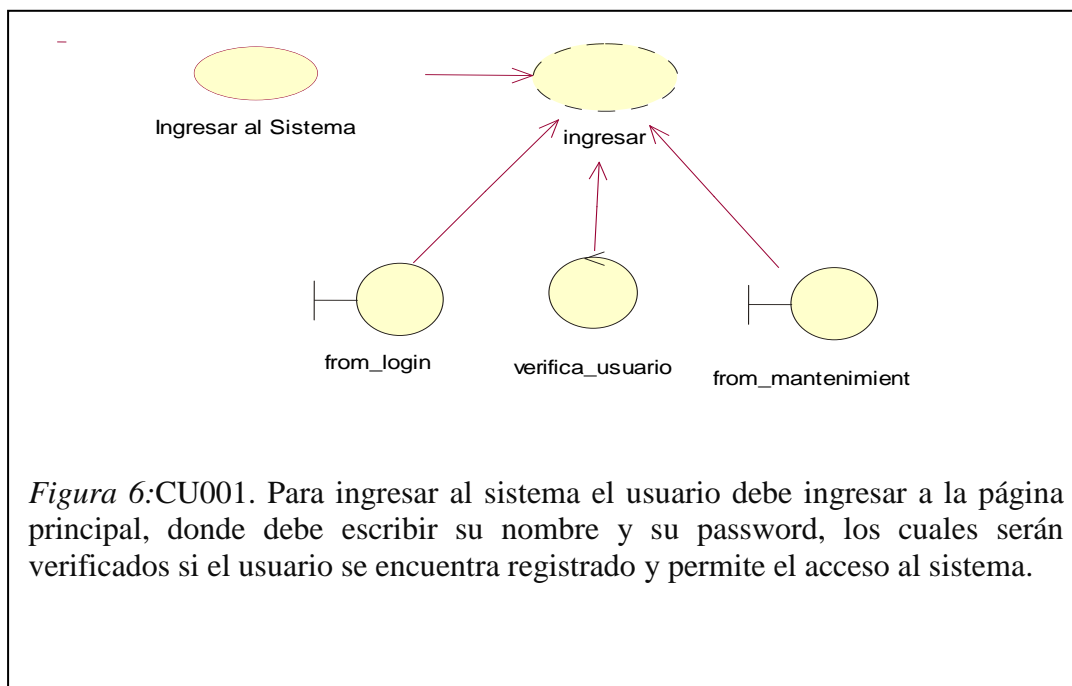 Ingresar al Sistema
ingresar
from_login
verifica_usuario
from_mantenimient
Figura 6:CU001. Para ingresar al sistema el usuario debe ingresar a la página
principal, donde debe escribir su nombre y su password, los cuales serán
verificados si el usuario se encuentra registrado y permite el acceso al sistema.